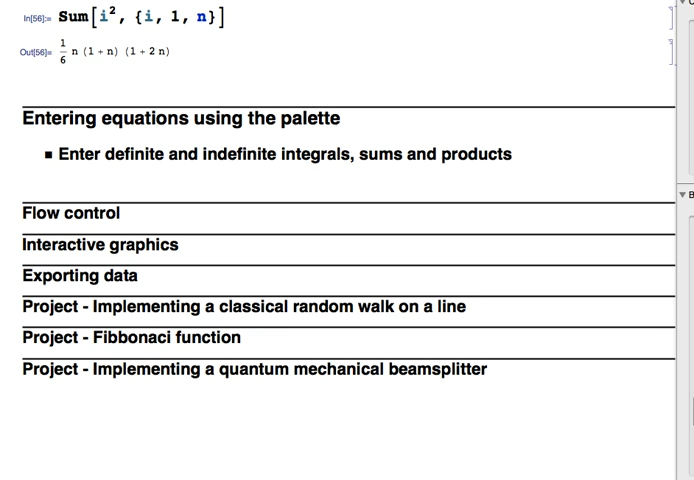 In[56]:= Sum[i², {i, 1, n}]
Out[56]= 1/6 n (1 + n) (1 + 2 n)
Entering equations using the palette
■ Enter definite and indefinite integrals, sums and products
Flow control
Interactive graphics
Exporting data
Project - Implementing a classical random walk on a line
Project - Fibbonaci function
Project - Implementing a quantum mechanical beamsplitter